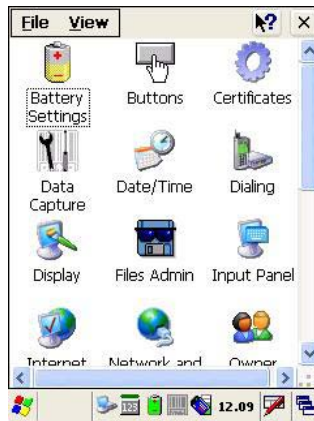 File View
Battery Settings
Buttons
Certificates
Data Capture
Date/Time
Dialing
Display
Files Admin
Input Panel
Internet
Network and
Owner
123
12.09